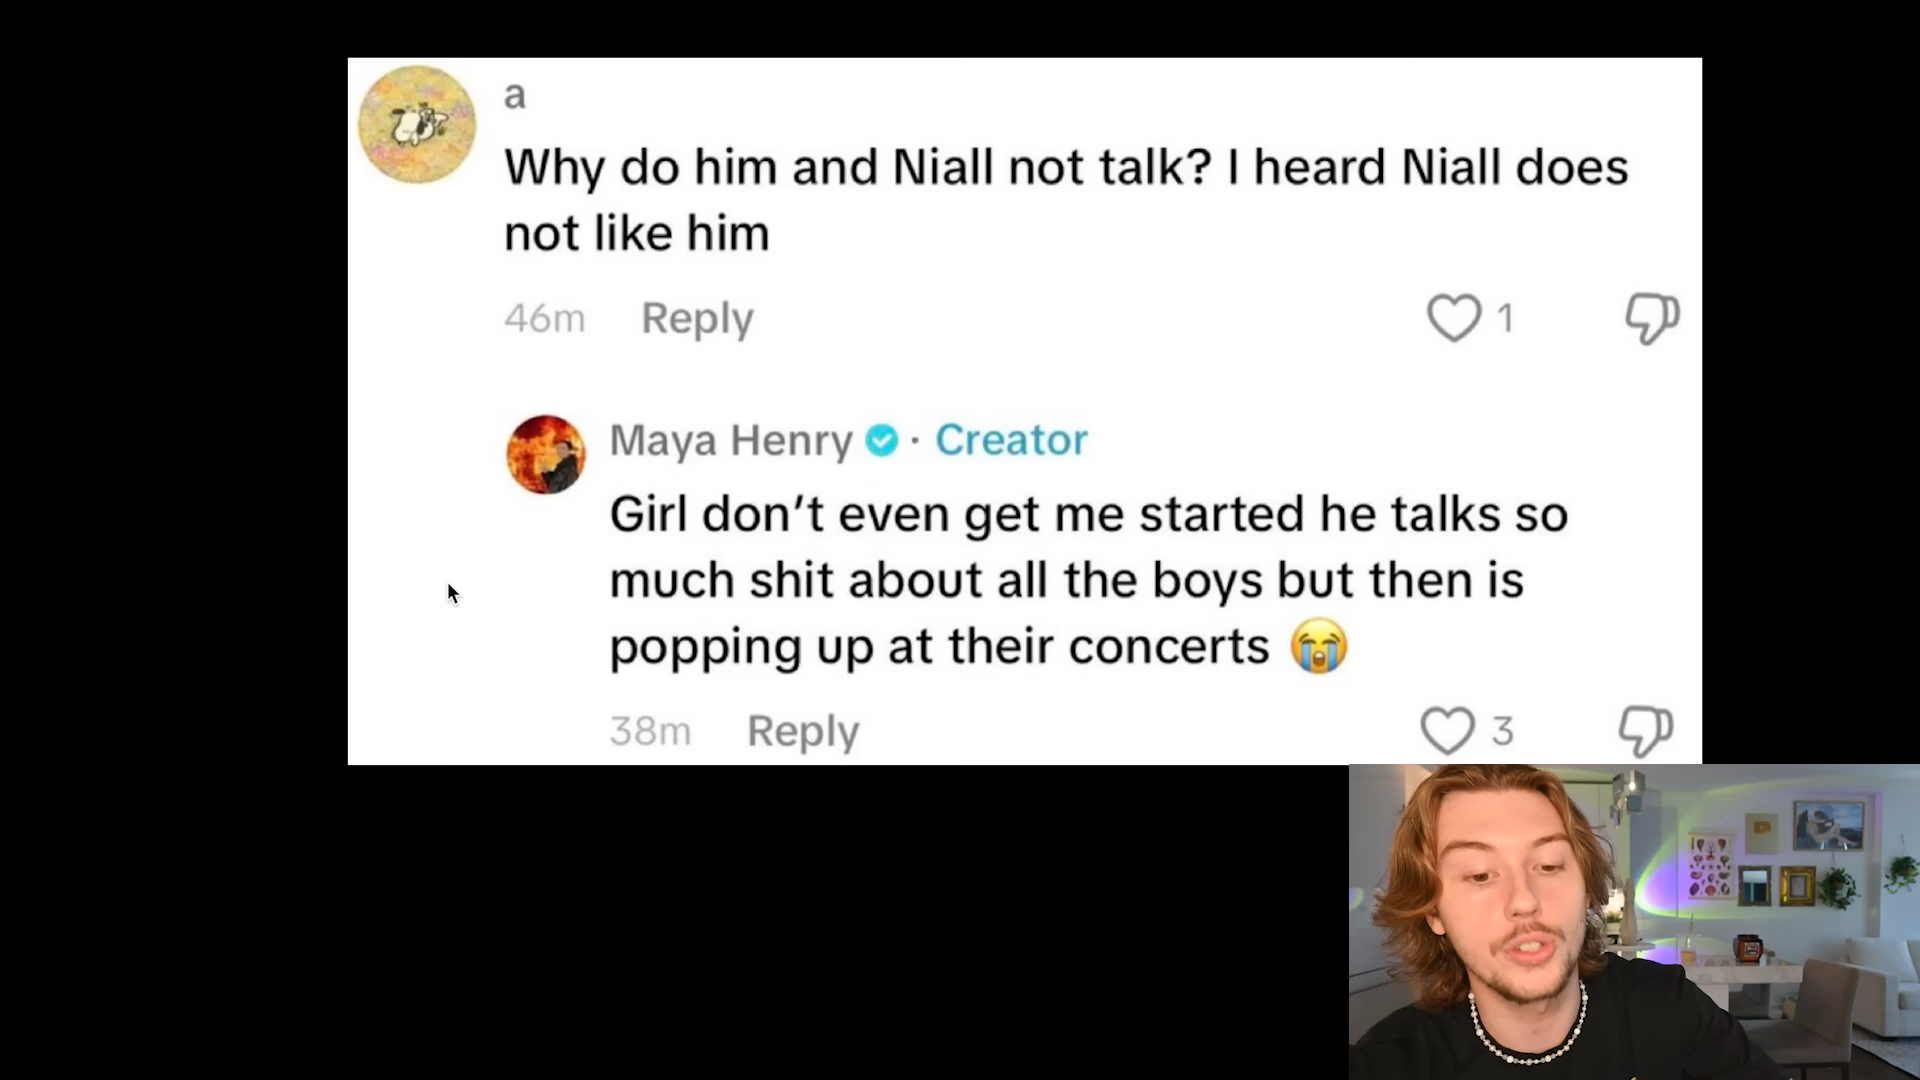 a
Why do him and Niall not talk? I heard Niall does
not like him
46m Reply 1
Maya Henry · Creator
Girl don’t even get me started he talks so
much shit about all the boys but then is
popping up at their concerts 😭
38m Reply 3